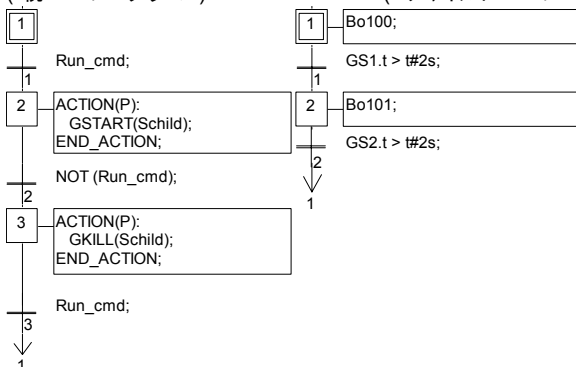 1
Run_cmd;
1
2
ACTION(P):
GSTART(Schild);
END_ACTION;
NOT (Run_cmd);
2
3
ACTION(P):
GKILL(Schild);
END_ACTION;
Run_cmd;
3
1
1
Bo100;
GS1.t > t#2s;
1
2
Bo101;
GS2.t > t#2s;
2
1